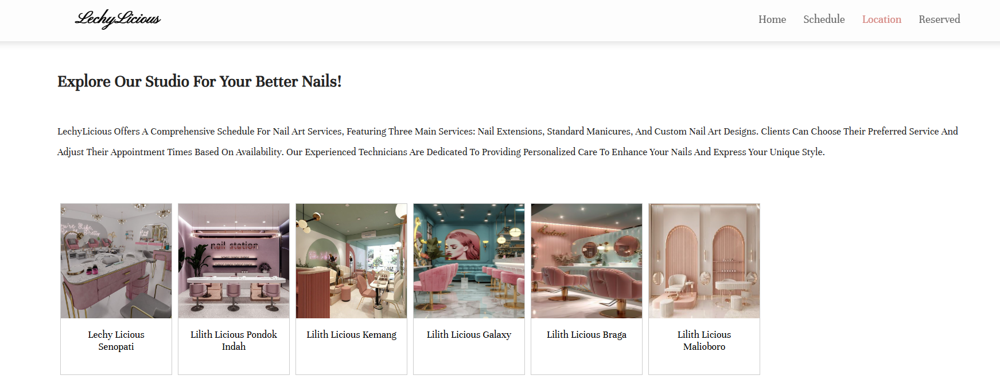 LechyLicious
Home Schedule Location Reserved
Explore Our Studio For Your Better Nails!
LechyLicious Offers A Comprehensive Schedule For Nail Art Services, Featuring Three Main Services: Nail Extensions, Standard Manicures, And Custom Nail Art Designs. Clients Can Choose Their Preferred Service And
Adjust Their Appointment Times Based On Availability. Our Experienced Technicians Are Dedicated To Providing Personalized Care To Enhance Your Nails And Express Your Unique Style.
nail station
Lechy Licious
Senopati
Lilith Licious Pondok
Indah
Lilith Licious Kemang
Lilith Licious Galaxy
Lilith Licious Braga
Lilith Licious
Malioboro